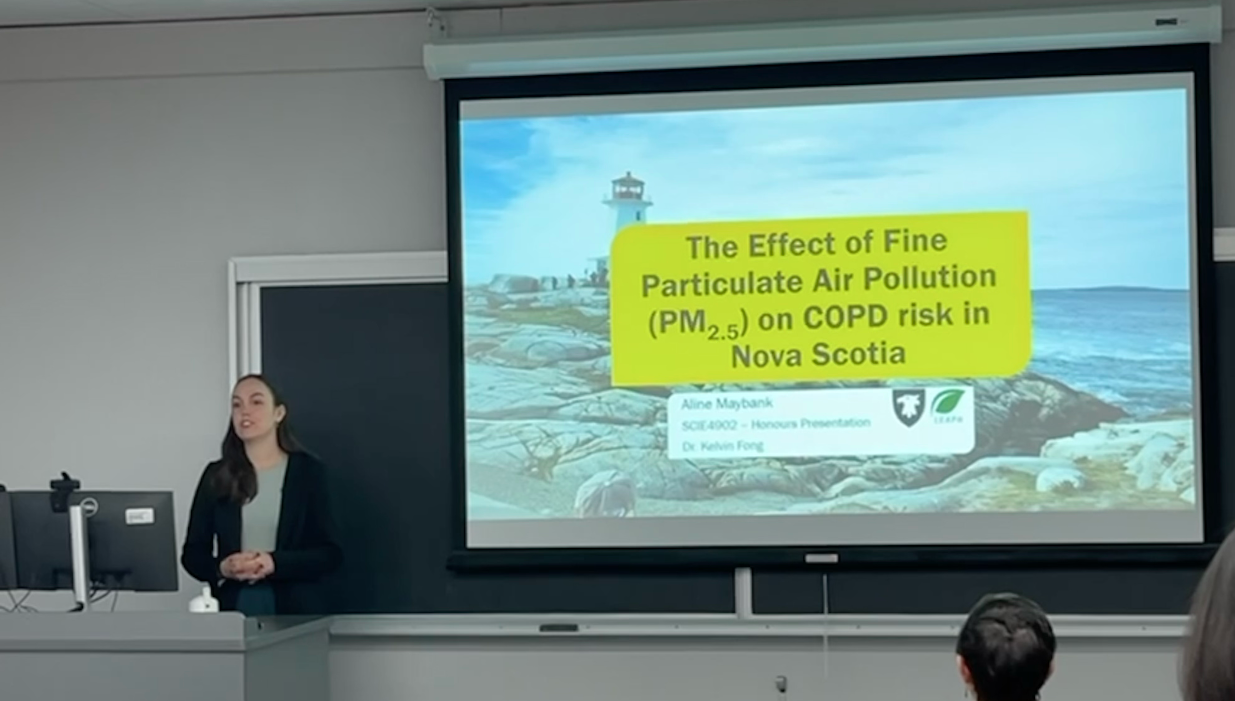 The Effect of Fine
Particulate Air Pollution
(PM2.5) on COPD risk in
Nova Scotia
Aline Maybank
SCIE4902 – Honours Presentation
Dr. Kelvin Fong
DELL